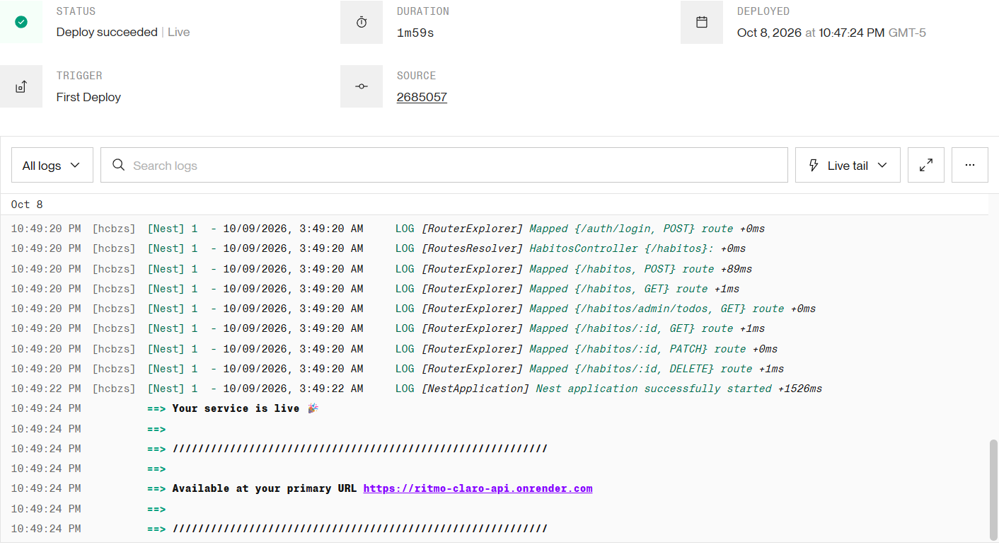 STATUS
Deploy succeeded | Live
DURATION
1m59s
DEPLOYED
Oct 8, 2026 at 10:47:24 PM GMT-5
TRIGGER
First Deploy
SOURCE
2685057
All logs
Search logs
Live tail
Oct 8
10:49:20 PM [hcbzs] [Nest] 1 - 10/09/2026, 3:49:20 AM LOG [RouterExplorer] Mapped {/auth/login, POST} route +0ms
10:49:20 PM [hcbzs] [Nest] 1 - 10/09/2026, 3:49:20 AM LOG [RoutesResolver] HabitosController {/habitos}: +0ms
10:49:20 PM [hcbzs] [Nest] 1 - 10/09/2026, 3:49:20 AM LOG [RouterExplorer] Mapped {/habitos, POST} route +89ms
10:49:20 PM [hcbzs] [Nest] 1 - 10/09/2026, 3:49:20 AM LOG [RouterExplorer] Mapped {/habitos, GET} route +1ms
10:49:20 PM [hcbzs] [Nest] 1 - 10/09/2026, 3:49:20 AM LOG [RouterExplorer] Mapped {/habitos/admin/todos, GET} route +0ms
10:49:20 PM [hcbzs] [Nest] 1 - 10/09/2026, 3:49:20 AM LOG [RouterExplorer] Mapped {/habitos/:id, GET} route +1ms
10:49:20 PM [hcbzs] [Nest] 1 - 10/09/2026, 3:49:20 AM LOG [RouterExplorer] Mapped {/habitos/:id, PATCH} route +0ms
10:49:20 PM [hcbzs] [Nest] 1 - 10/09/2026, 3:49:20 AM LOG [RouterExplorer] Mapped {/habitos/:id, DELETE} route +1ms
10:49:22 PM [hcbzs] [Nest] 1 - 10/09/2026, 3:49:22 AM LOG [NestApplication] Nest application successfully started +1526ms
10:49:24 PM ==> Your service is live 🎉
10:49:24 PM ==>
10:49:24 PM ==> ///////////////////////////////////////////////////////////
10:49:24 PM ==>
10:49:24 PM ==> Available at your primary URL https://ritmo-claro-api.onrender.com
10:49:24 PM ==>
10:49:24 PM ==> ///////////////////////////////////////////////////////////